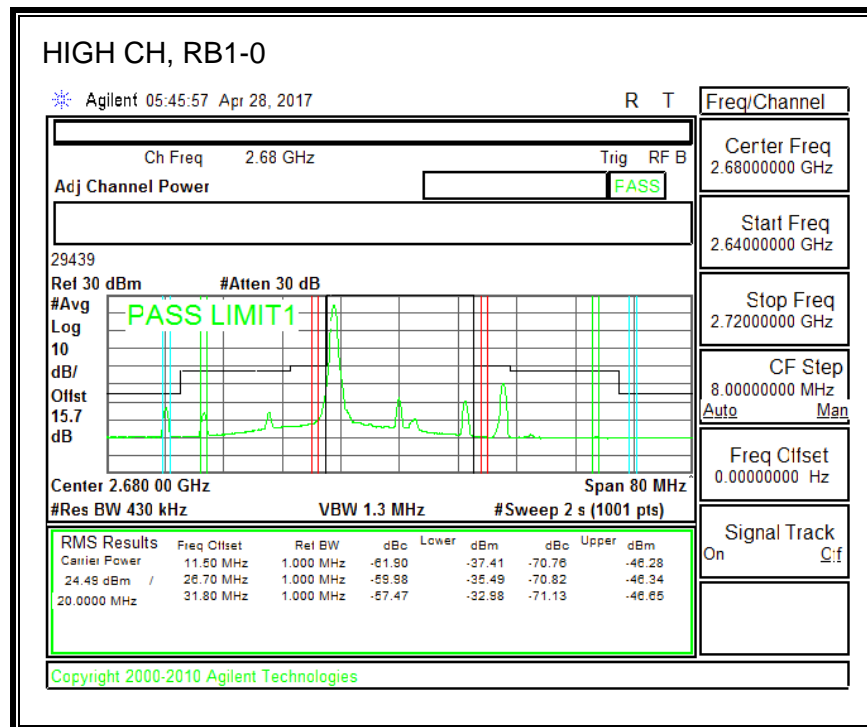 HIGH CH, RB1-0
Agilent 05:45:57 Apr 28, 2017 R T
Freq/Channel
Ch Freq 2.68 GHz Trig RF B
Adj Channel Power FASS
29439
Ref 30 dBm #Atten 30 dB
#Avg
Log
10
dB/
Offst
15.7
dB
PASS LIMIT1
Center 2.680 00 GHz Span 80 MHz^
#Res BW 430 kHz VBW 1.3 MHz #Sweep 2 s (1001 pts)
RMS Results Freq Offset Ref BW dBc Lower dBm dBc Upper dBm
Carrier Power 11.50 MHz 1.000 MHz -61.90 -37.41 -70.76 -46.28
24.49 dBm / 26.70 MHz 1.000 MHz -59.98 -35.49 -70.82 -46.34
20.0000 MHz 31.80 MHz 1.000 MHz -57.47 -32.98 -71.13 -46.65
Copyright 2000-2010 Agilent Technologies
Certer Freq
2.68000000 GHz
Start Freq
2.64000000 GHz
Stop Freq
2.72000000 GHz
CF Step
8.00000000 MHz
Auto Man
Freq Offset
0.00000000 Hz
Signal Track
On Off